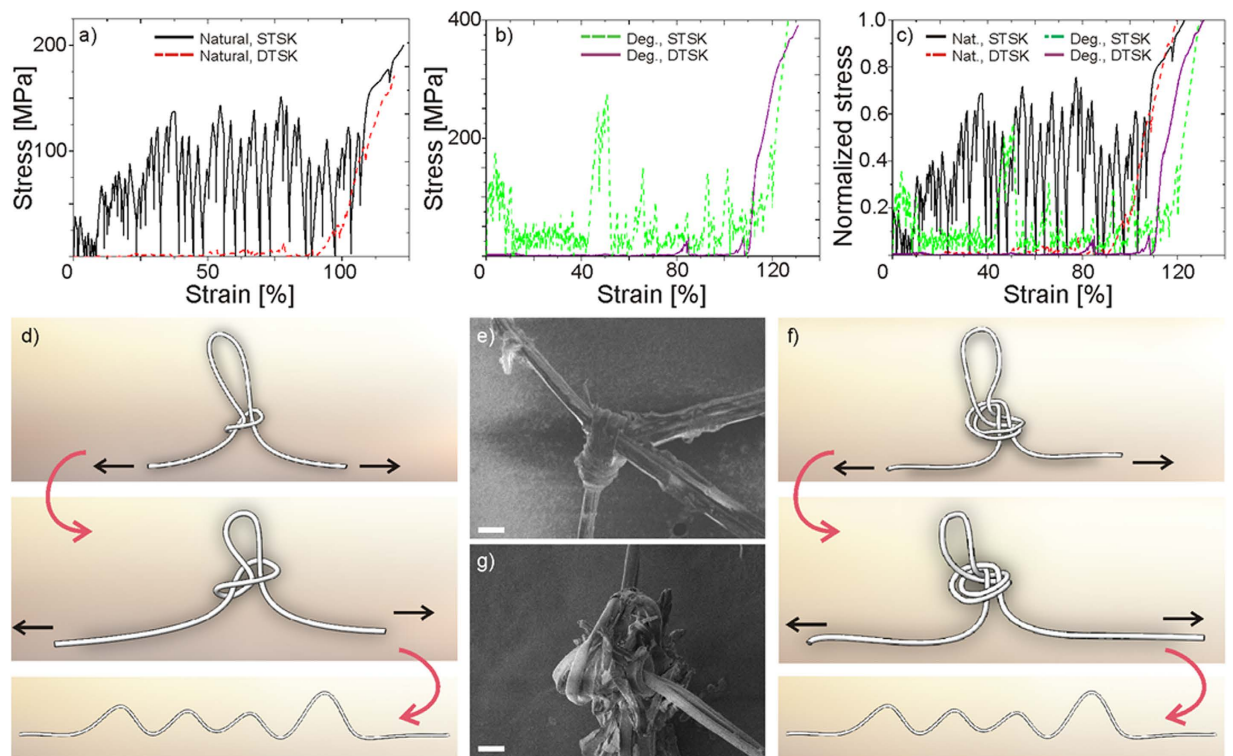 a)
Natural, STSK
Natural, DTSK
Stress [MPa]
200
100
0
50
100
Strain [%]
b)
Deg., STSK
Deg., DTSK
Stress [MPa]
400
200
0
0
40
80
120
Strain [%]
c)
Nat., STSK
Nat., DTSK
Deg., STSK
Deg., DTSK
Normalized stress
1.0
0.8
0.6
0.4
0.2
0
40
80
120
Strain [%]
d)
e)
f)
g)